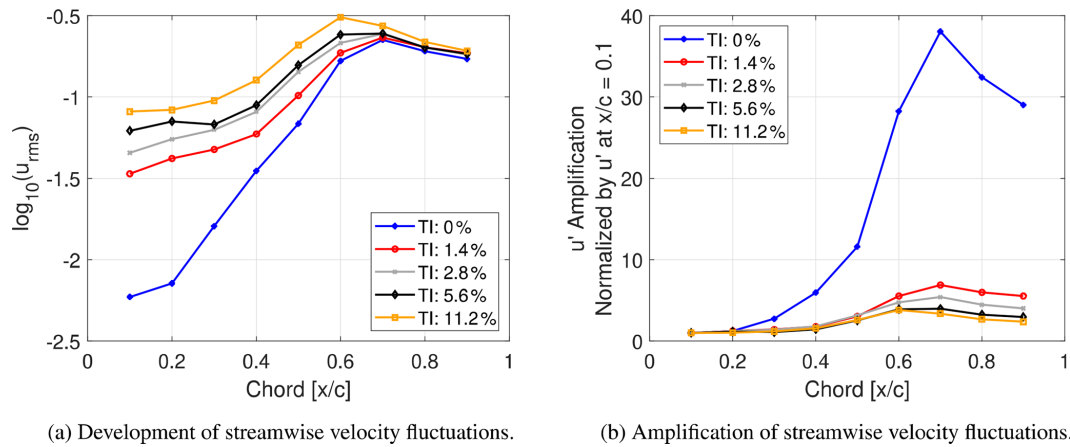 -0.5
-1
-1.5
-2
-2.5
log10(urms)
0
0.2
0.4
0.6
0.8
1
Chord [x/c]
TI: 0%
TI: 1.4%
TI: 2.8%
TI: 5.6%
TI: 11.2%
(a) Development of streamwise velocity fluctuations.
40
30
20
10
0
u' Amplification
Normalized by u' at x/c = 0.1
0
0.2
0.4
0.6
0.8
1
Chord [x/c]
TI: 0%
TI: 1.4%
TI: 2.8%
TI: 5.6%
TI: 11.2%
(b) Amplification of streamwise velocity fluctuations.